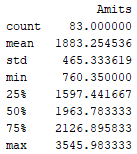 Amits
count 83.000000
mean 1883.254536
std 465.333619
min 760.350000
25% 1597.441667
50% 1963.783333
75% 2126.895833
max 3545.983333